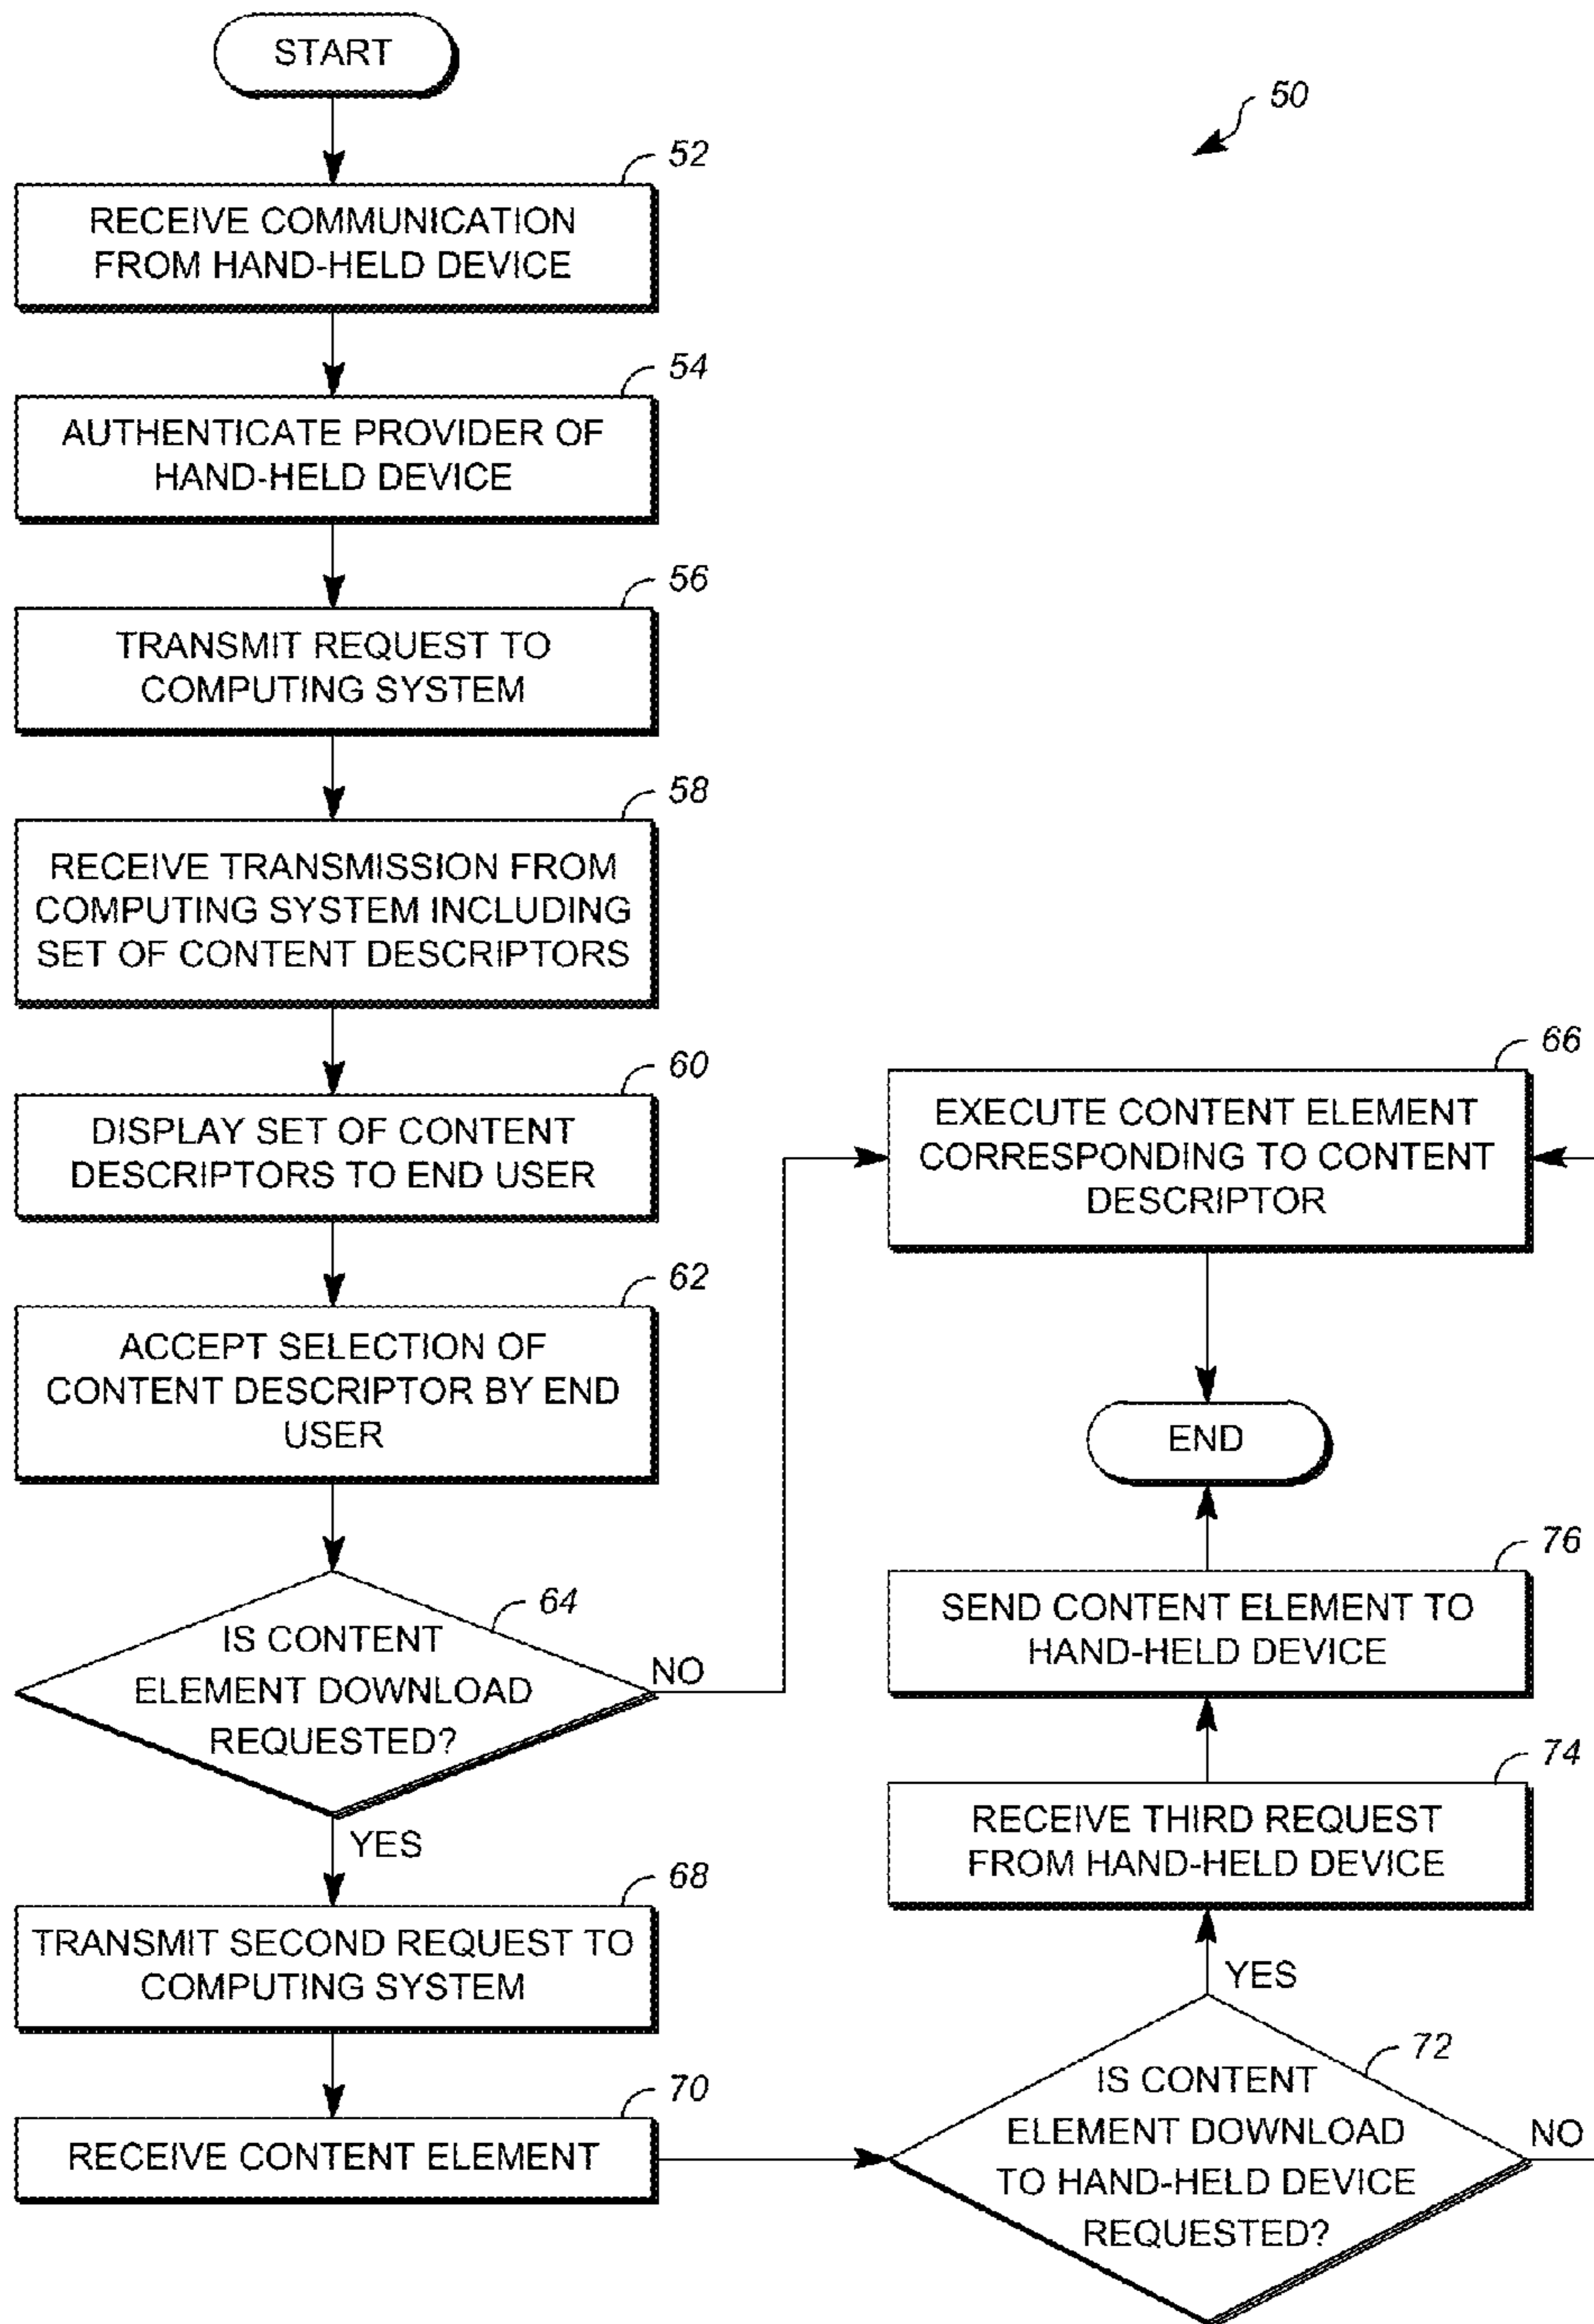 START
50
52
RECEIVE COMMUNICATION
FROM HAND-HELD DEVICE
54
AUTHENTICATE PROVIDER OF
HAND-HELD DEVICE
56
TRANSMIT REQUEST TO
COMPUTING SYSTEM
58
RECEIVE TRANSMISSION FROM
COMPUTING SYSTEM INCLUDING
SET OF CONTENT DESCRIPTORS
60
DISPLAY SET OF CONTENT
DESCRIPTORS TO END USER
62
ACCEPT SELECTION OF
CONTENT DESCRIPTOR BY END
USER
64
IS CONTENT
ELEMENT DOWNLOAD
REQUESTED?
NO
YES
66
EXECUTE CONTENT ELEMENT
CORRESPONDING TO CONTENT
DESCRIPTOR
END
68
TRANSMIT SECOND REQUEST TO
COMPUTING SYSTEM
70
RECEIVE CONTENT ELEMENT
72
IS CONTENT
ELEMENT DOWNLOAD
TO HAND-HELD DEVICE
REQUESTED?
NO
YES
74
RECEIVE THIRD REQUEST
FROM HAND-HELD DEVICE
76
SEND CONTENT ELEMENT TO
HAND-HELD DEVICE